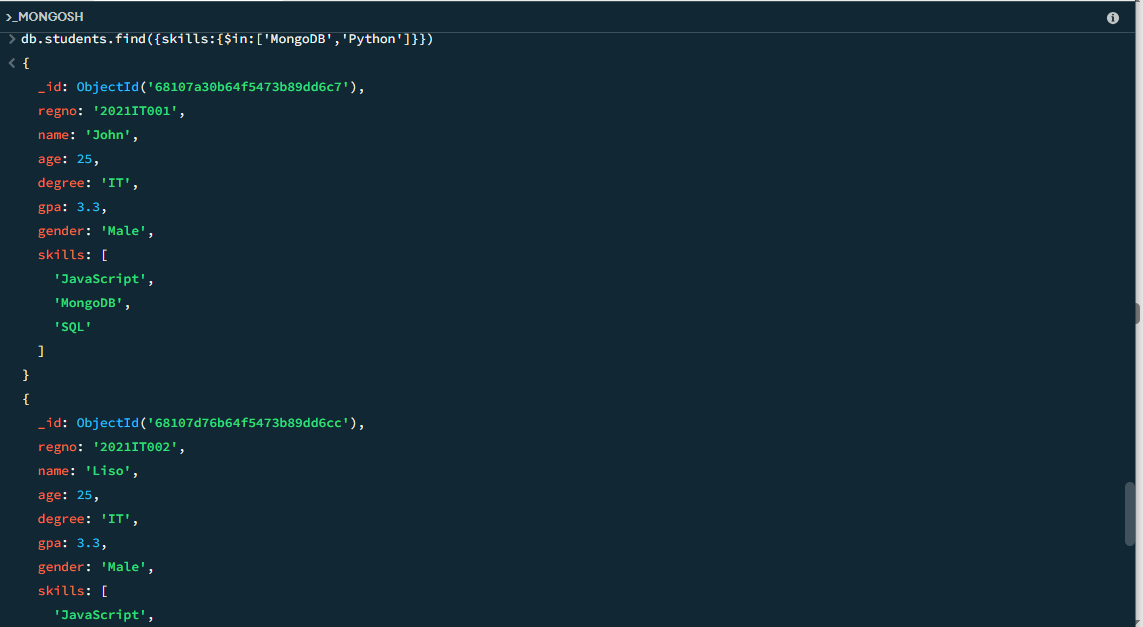 >_MONGOSH
> db.students.find({skills:{$in:['MongoDB','Python']}})
< {
_id: ObjectId('68107a30b64f5473b89dd6c7'),
regno: '2021IT001',
name: 'John',
age: 25,
degree: 'IT',
gpa: 3.3,
gender: 'Male',
skills: [
'JavaScript',
'MongoDB',
'SQL'
]
}
{
_id: ObjectId('68107d76b64f5473b89dd6cc'),
regno: '2021IT002',
name: 'Liso',
age: 25,
degree: 'IT',
gpa: 3.3,
gender: 'Male',
skills: [
'JavaScript',